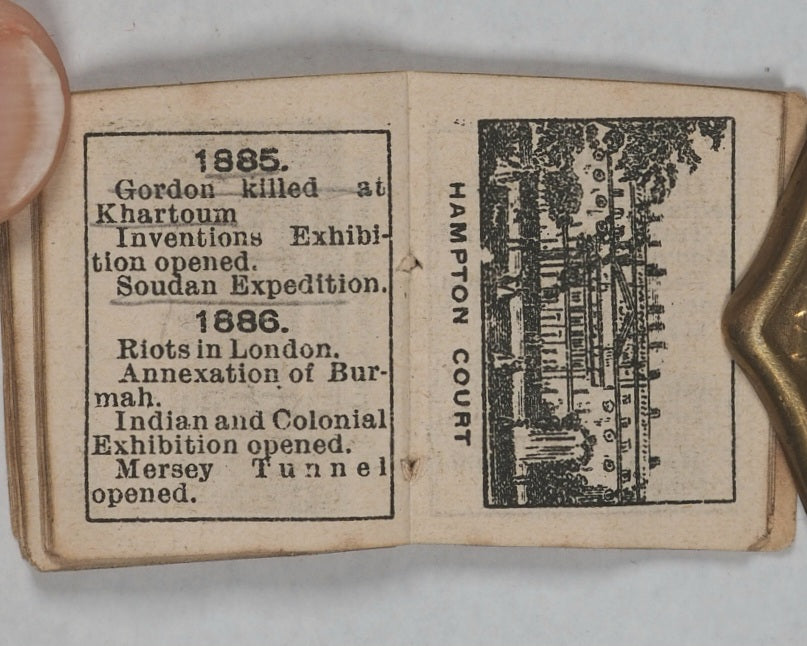 1885.
Gordon killed at
Khartoum
Inventions Exhibi-
tion opened.
Soudan Expedition.
1886.
Riots in London.
Annexation of Bur-
mah.
Indian and Colonial
Exhibition opened.
Mersey Tunnel
opened.
HAMPTON COURT